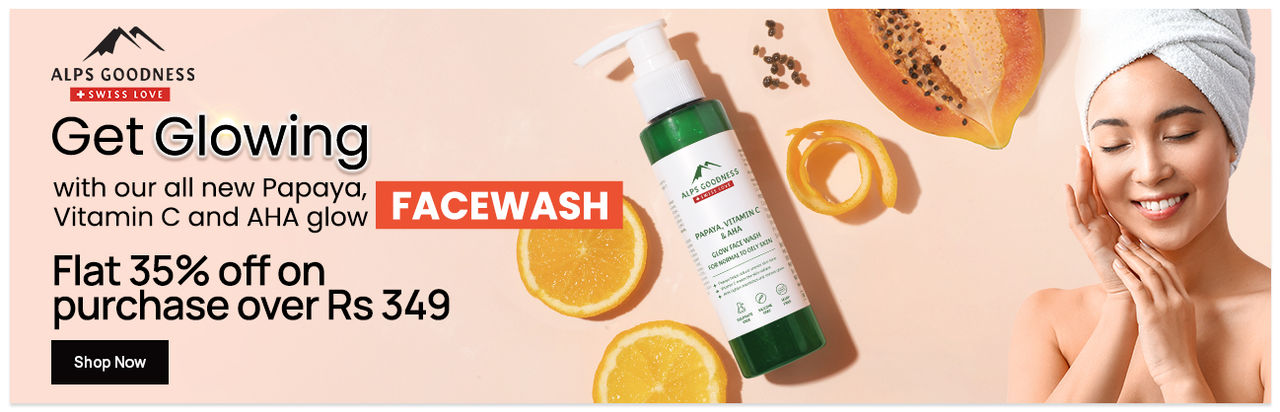 ALPS GOODNESS
SWISS LOVE
Get Glowing
with our all new Papaya,
Vitamin C and AHA glow
FACEWASH
Flat 35% off on
purchase over Rs 349
Shop Now
ALPS GOODNESS
SWISS LOVE
PAPAYA, VITAMIN C
& AHA
GLOW FACE WASH
FOR NORMAL TO OILY SKIN